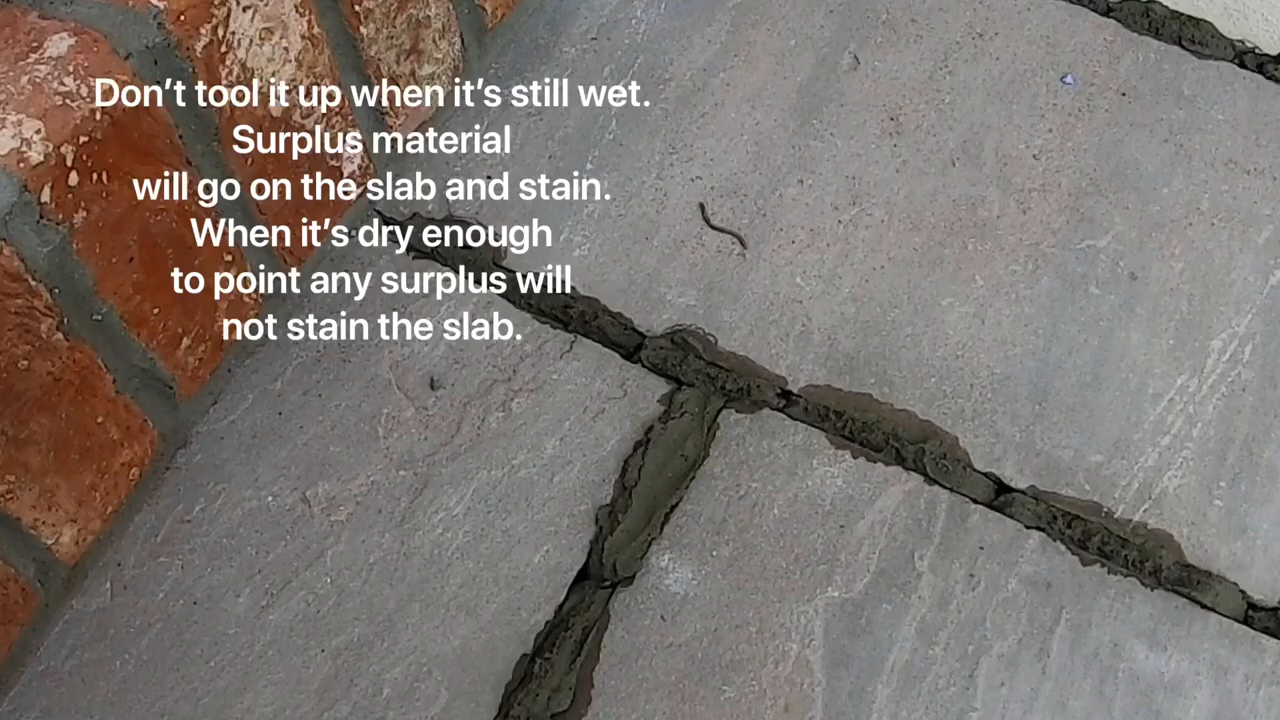 Don’t tool it up when it’s still wet.
Surplus material
will go on the slab and stain.
When it’s dry enough
to point any surplus will
not stain the slab.